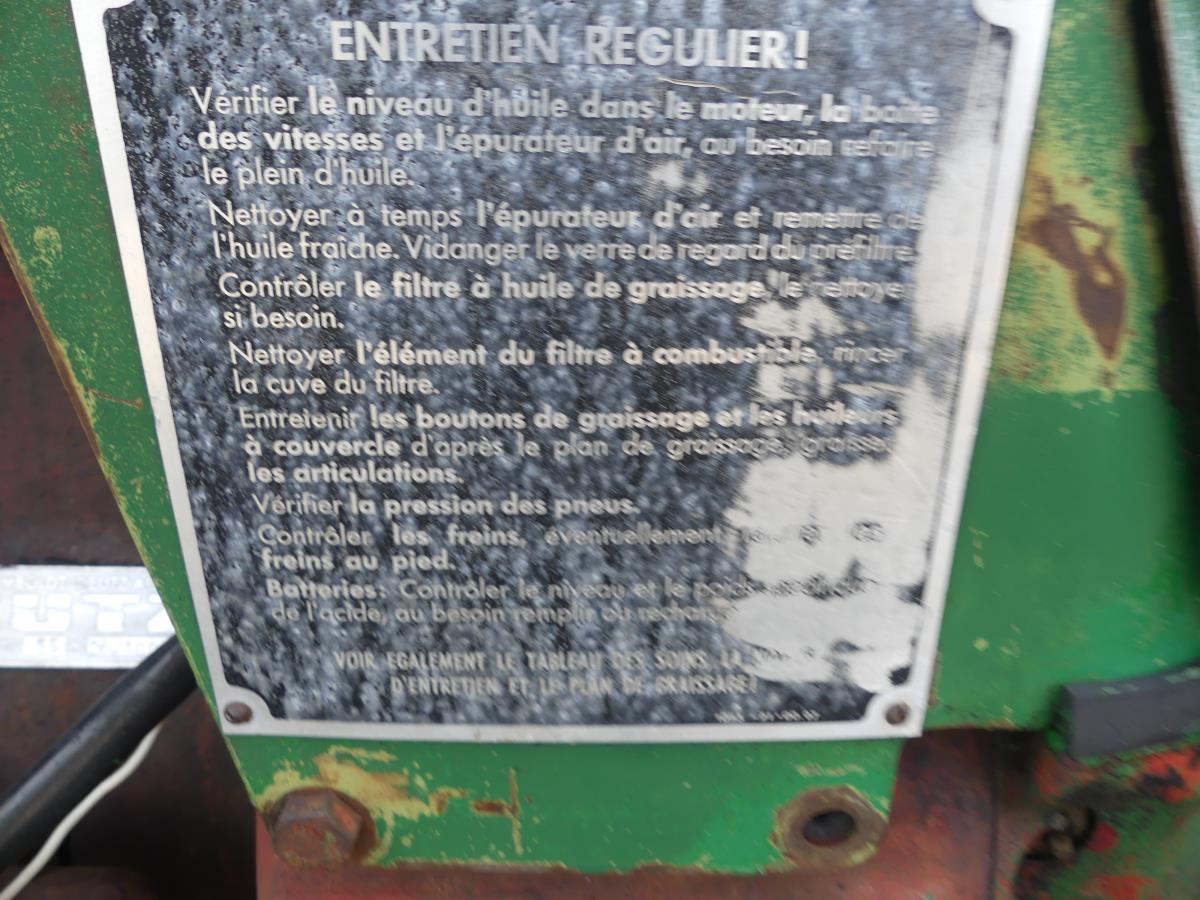 ENTRETIEN REGULIER!
Vérifier le niveau d'huile dans le moteur, la boîte
des vitesses et l'épurateur d'air, au besoin refaire
le plein d'huile.
Nettoyer à temps l'épurateur d'air et remettre de
l'huile fraîche. Vidanger le verre de regard du préfiltre.
Contrôler le filtre à huile de graissage, le nettoyer
si besoin.
Nettoyer l'élément du filtre à combustible, rincer
la cuve du filtre.
Entretenir les boutons de graissage et les huileurs
à couvercle d'après le plan de graissage, graisser
les articulations.
Vérifier la pression des pneus.
Contrôler les freins, éventuellement
freins au pied.
Batteries: Contrôler le niveau et le poids
de l'acide, au besoin remplir ou
VOIR EGALEMENT LE TABLEAU DES SOINS, LA
D'ENTRETIEN ET LE PLAN DE GRAISSAGE!
UT